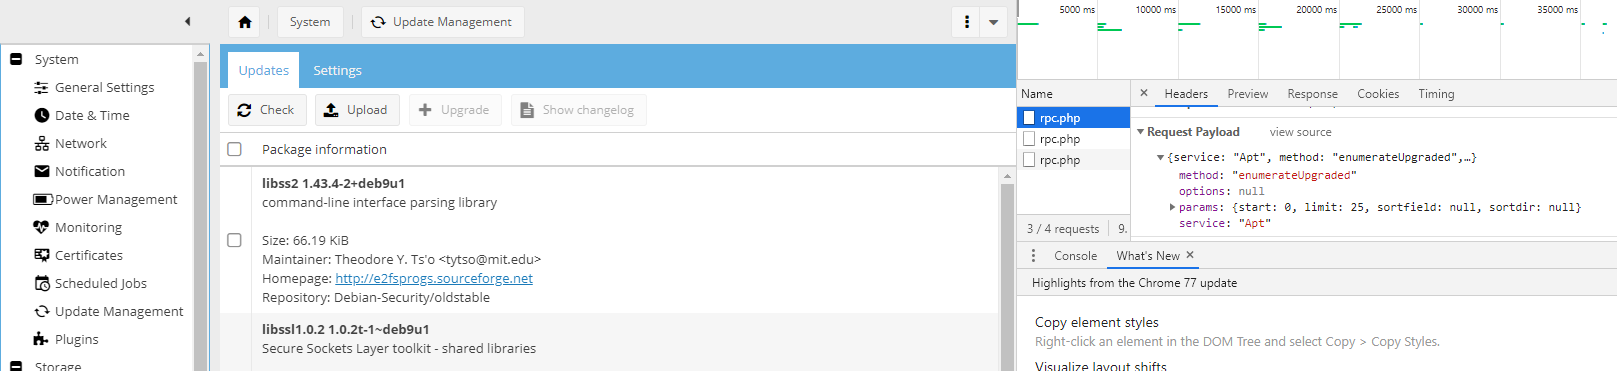 System
Update Management
System
General Settings
Date & Time
Network
Notification
Power Management
Monitoring
Certificates
Scheduled Jobs
Update Management
Plugins
Storage
Updates
Settings
Check
Upload
Upgrade
Show changelog
Package information
libss2 1.43.4-2+deb9u1
command-line interface parsing library
Size: 66.19 KiB
Maintainer: Theodore Y. Ts'o <tytso@mit.edu>
Homepage: http://e2fsprogs.sourceforge.net
Repository: Debian-Security/oldstable
libssl1.0.2 1.0.2t-1~deb9u1
Secure Sockets Layer toolkit - shared libraries
5000 ms 10000 ms 15000 ms 20000 ms 25000 ms 30000 ms 35000 ms
Name
rpc.php
rpc.php
rpc.php
3 / 4 requests 9.
Headers Preview Response Cookies Timing
Request Payload view source
{service: "Apt", method: "enumerateUpgraded",…}
method: "enumerateUpgraded"
options: null
params: {start: 0, limit: 25, sortfield: null, sortdir: null}
service: "Apt"
Console What's New
Highlights from the Chrome 77 update
Copy element styles
Right-click an element in the DOM Tree and select Copy > Copy Styles.
Visualize layout shifts